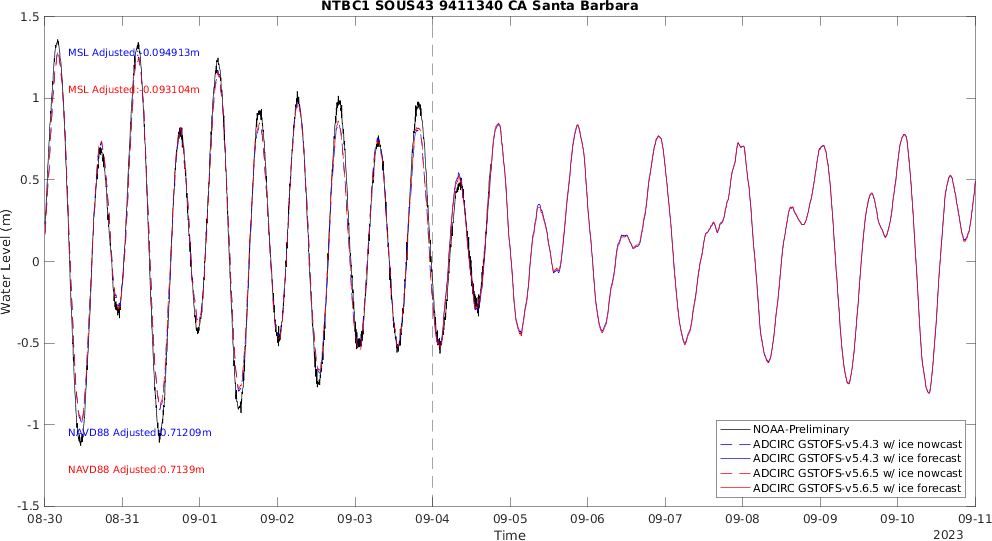 NTBC1 SOUS43 9411340 CA Santa Barbara
1.5
MSL Adjusted:-0.094913m
MSL Adjusted:-0.093104m
1
0.5
0
-0.5
-1
-1.5
Water Level (m)
NAVD88 Adjusted:0.71209m
NAVD88 Adjusted:0.7139m
NOAA-Preliminary
ADCIRC GSTOFS-v5.4.3 w/ ice nowcast
ADCIRC GSTOFS-v5.4.3 w/ ice forecast
ADCIRC GSTOFS-v5.6.5 w/ ice nowcast
ADCIRC GSTOFS-v5.6.5 w/ ice forecast
08-30 08-31 09-01 09-02 09-03 09-04 09-05 09-06 09-07 09-08 09-09 09-10 09-11
Time
2023